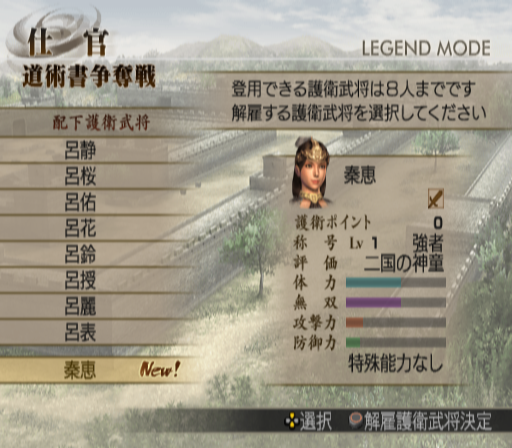 仕官
LEGEND MODE
道術書争奪戦
登用できる護衛武将は8人までです
解雇する護衛武将を選択してください
配下護衛武将
呂静
呂桜
呂佑
呂花
呂鈴
呂授
呂麗
呂表
秦恵 New!
秦恵
護衛ポイント 0
称号 Lv 1 強者
評価 二国の神童
体力
無双
攻撃力
防御力
特殊能力なし
選択 解雇護衛武将決定